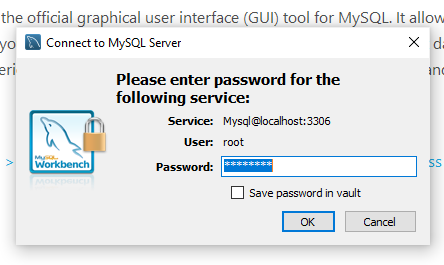 the official graphical user interface (GUI) tool for MySQL. It allow
Connect to MySQL Server
Please enter password for the
following service:
Service: Mysql@localhost:3306
User: root
Password: ********
MySQL
Workbench
Save password in vault
OK Cancel